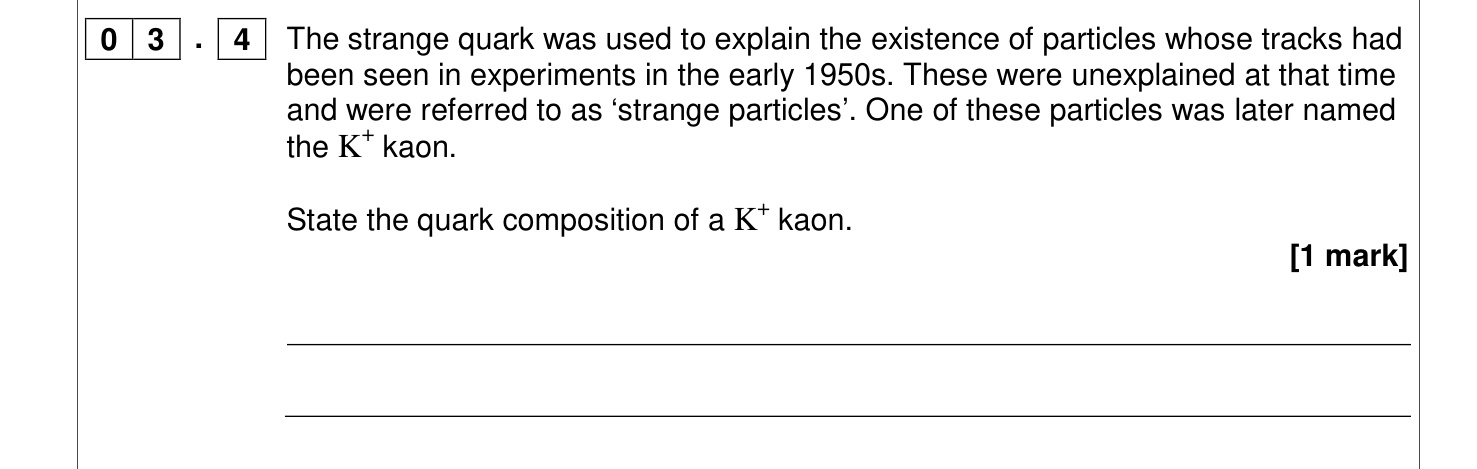 03.4 The strange quark was used to explain the existence of particles whose tracks had
been seen in experiments in the early 1950s. These were unexplained at that time
and were referred to as ‘strange particles’. One of these particles was later named
the K⁺ kaon.
State the quark composition of a K⁺ kaon.
[1 mark]